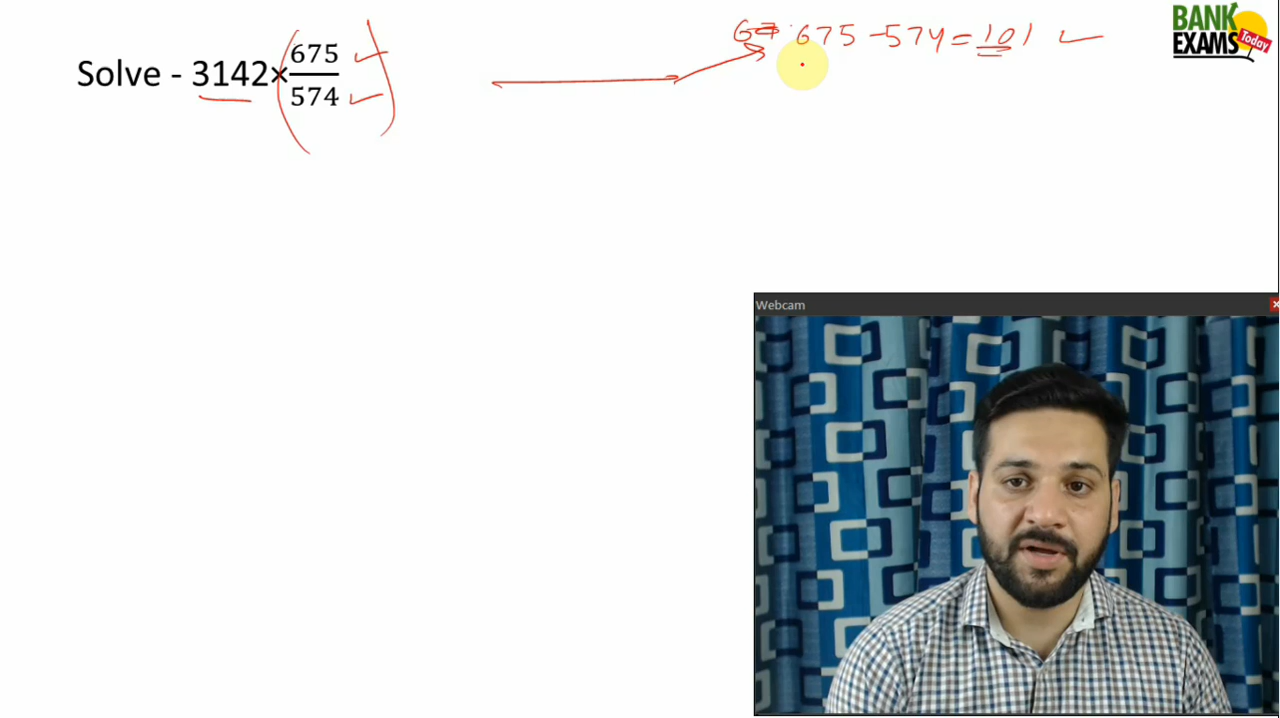 Solve - 3142×675/574
675 - 574 = 101
BANK
EXAMS
Today
Webcam